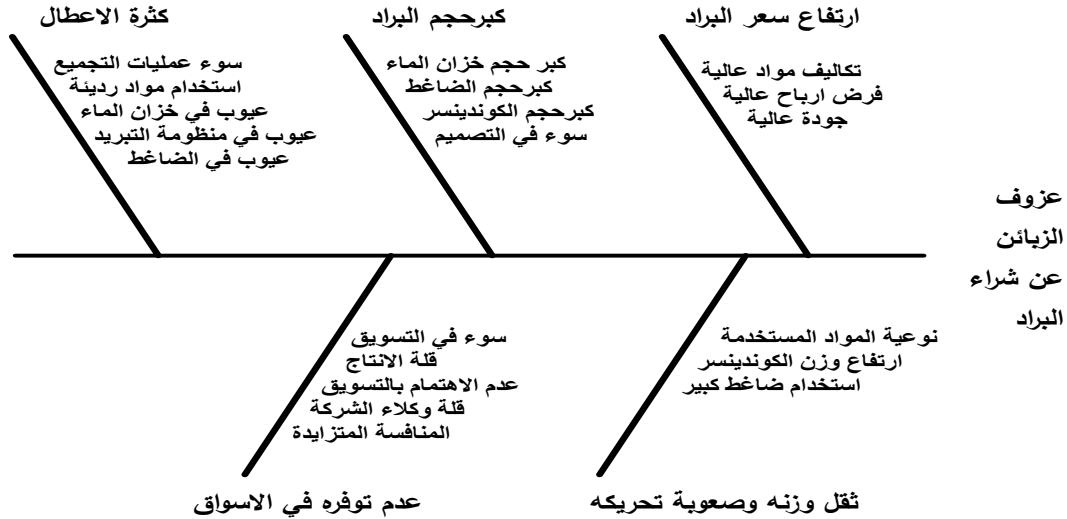 ارتفاع سعر البراد
تكاليف مواد عالية
فرض ارباح عالية
جودة عالية
كبرحجم البراد
كبر حجم خزان الماء
كبرحجم الضاغط
كبرحجم الكوندينسر
سوء في التصميم
كثرة الاعطال
سوء عمليات التجميع
استخدام مواد رديئة
عيوب في خزان الماء
عيوب في منظومة التبريد
عيوب في الضاغط
عزوف
الزبائن
عن شراء
البراد
نوعية المواد المستخدمة
ارتفاع وزن الكوندينسر
استخدام ضاغط كبير
ثقل وزنه وصعوبة تحريكه
سوء في التسويق
قلة الانتاج
عدم الاهتمام بالتسويق
قلة وكلاء الشركة
المنافسة المتزايدة
عدم توفره في الاسواق